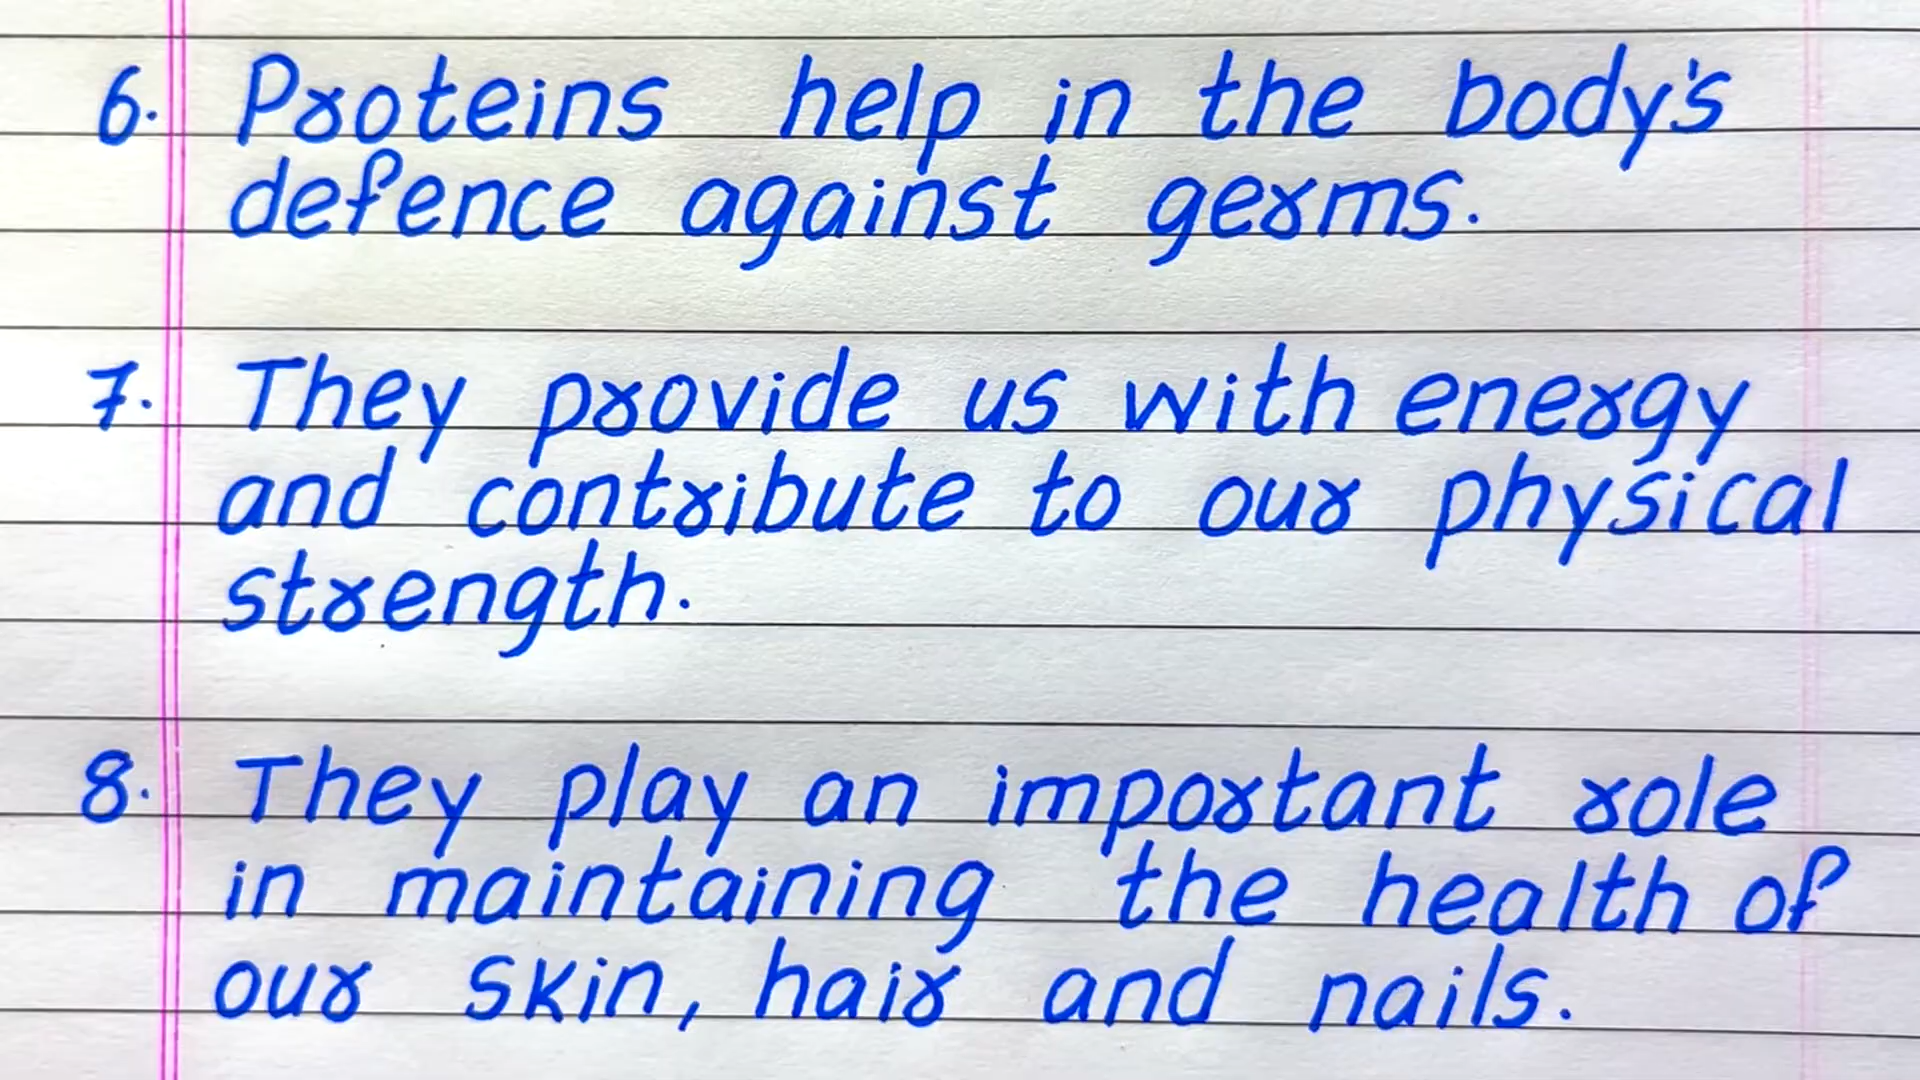 6. Proteins help in the body's
defence against germs.
7. They provide us with energy
and contribute to our physical
strength.
8. They play an important role
in maintaining the health of
our skin, hair and nails.